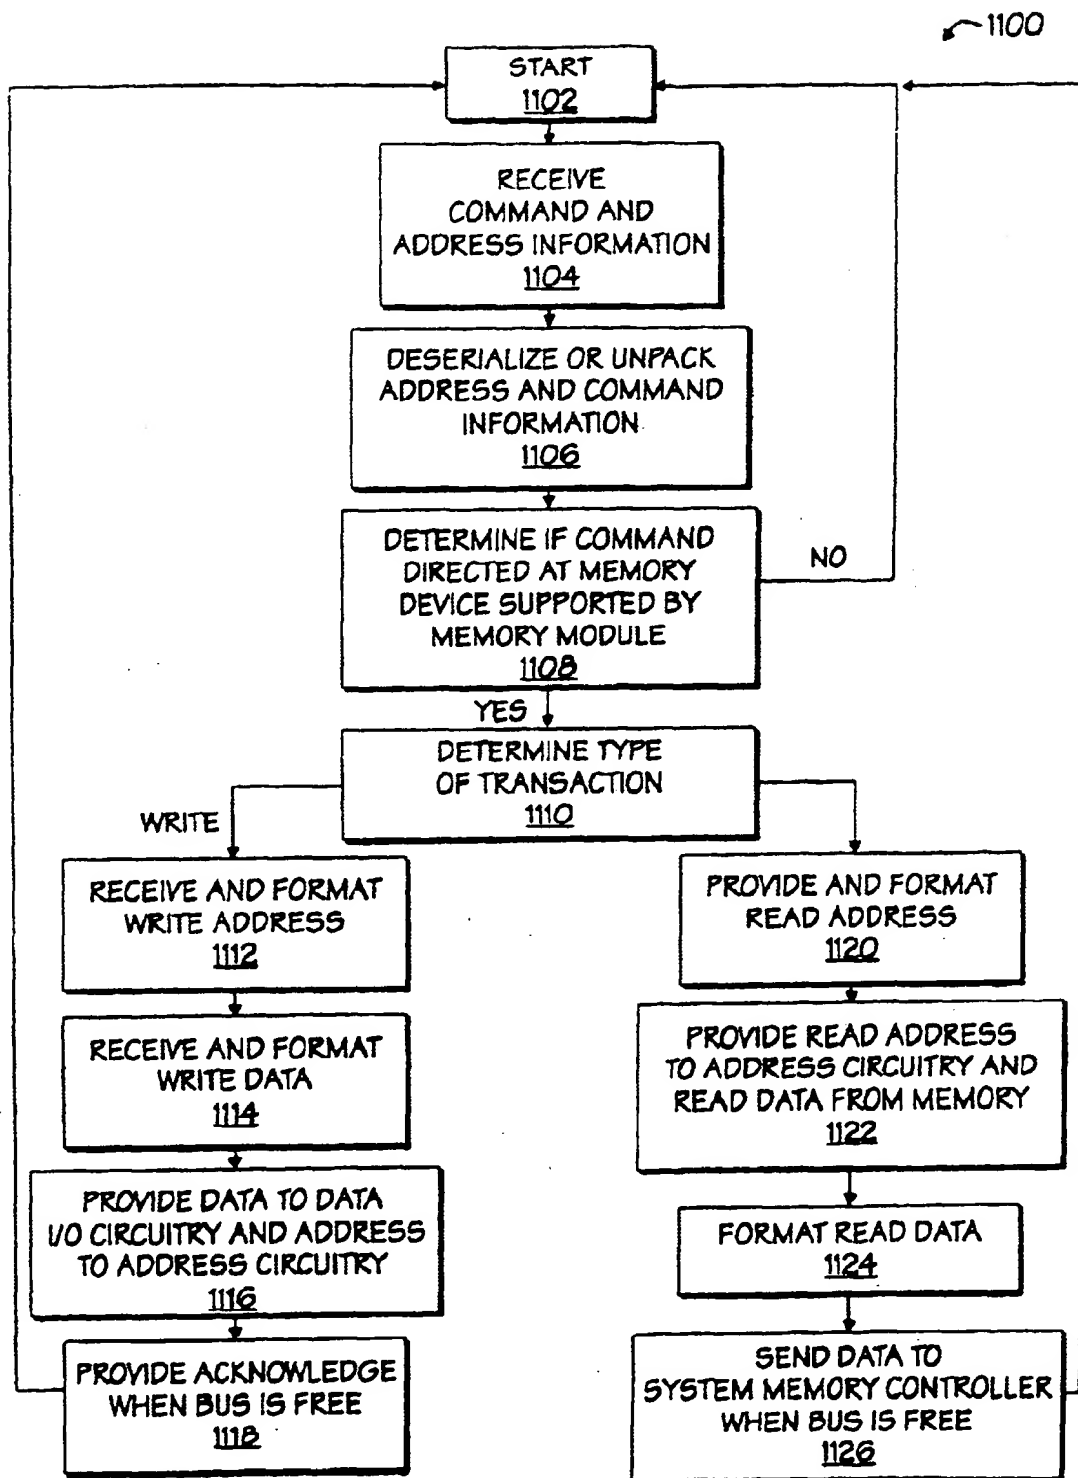 1100
START
1102
RECEIVE
COMMAND AND
ADDRESS INFORMATION
1104
DESERIALIZE OR UNPACK
ADDRESS AND COMMAND
INFORMATION
1106
DETERMINE IF COMMAND
DIRECTED AT MEMORY
DEVICE SUPPORTED BY
MEMORY MODULE
1108
NO
YES
DETERMINE TYPE
OF TRANSACTION
1110
WRITE
RECEIVE AND FORMAT
WRITE ADDRESS
1112
RECEIVE AND FORMAT
WRITE DATA
1114
PROVIDE DATA TO DATA
I/O CIRCUITRY AND ADDRESS
TO ADDRESS CIRCUITRY
1116
PROVIDE ACKNOWLEDGE
WHEN BUS IS FREE
1118
PROVIDE AND FORMAT
READ ADDRESS
1120
PROVIDE READ ADDRESS
TO ADDRESS CIRCUITRY AND
READ DATA FROM MEMORY
1122
FORMAT READ DATA
1124
SEND DATA TO
SYSTEM MEMORY CONTROLLER
WHEN BUS IS FREE
1126